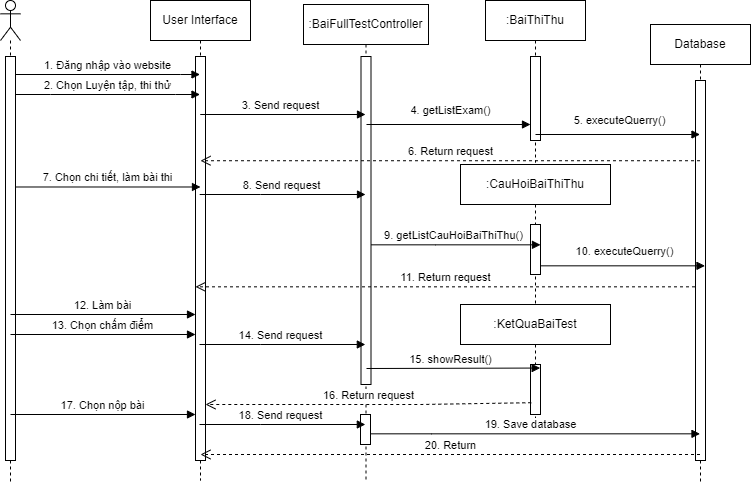 User Interface
:BaiFullTestController
:BaiThiThu
Database
1. Đăng nhập vào website
2. Chọn Luyện tập, thi thử
3. Send request
4. getListExam()
5. executeQuerry()
6. Return request
7. Chọn chi tiết, làm bài thi
8. Send request
:CauHoiBaiThiThu
9. getListCauHoiBaiThiThu()
10. executeQuerry()
11. Return request
12. Làm bài
13. Chọn chấm điểm
:KetQuaBaiTest
14. Send request
15. showResult()
16. Return request
17. Chọn nộp bài
18. Send request
19. Save database
20. Return